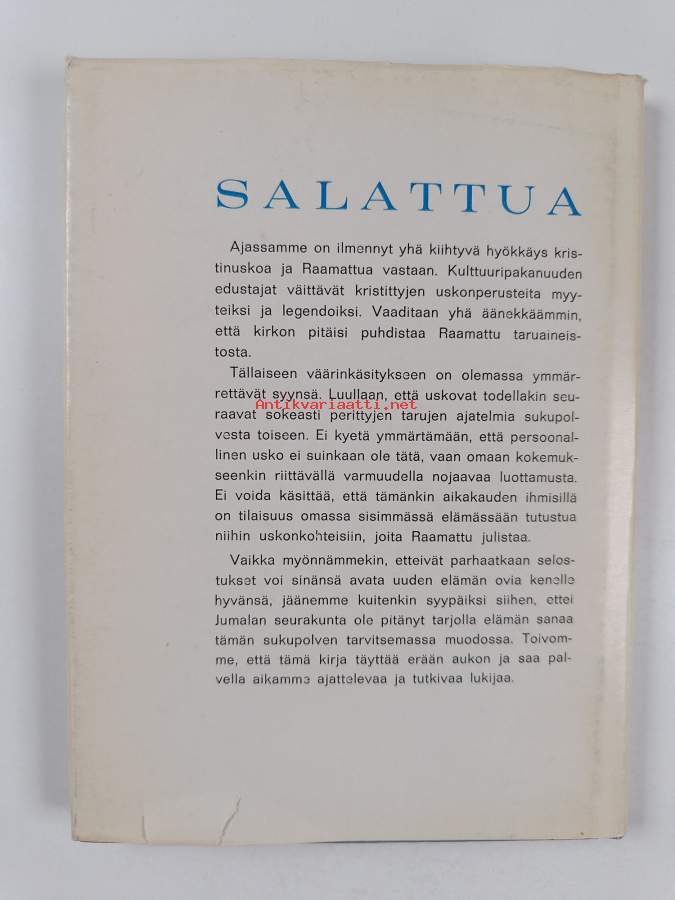 SALATTUA
Ajassamme on ilmennyt yhä kiihtyvä hyökkäys kris-
tinuskoa ja Raamattua vastaan. Kulttuuripakanuuden
edustajat väittävät kristittyjen uskonperusteita myy-
teiksi ja legendoiksi. Vaaditaan yhä äänekkäämmin,
että kirkon pitäisi puhdistaa Raamattu taruaineis-
tosta.
Tällaiseen väärinkäsitykseen on olemassa ymmär-
rettävät syynsä. Luullaan, että uskovat todellakin seu-
raavat sokeasti perittyjen tarujen ajatelmia sukupol-
Antikvariaatti.net
vesta toiseen. Ei kyetä ymmärtämään, että persoonal-
linen usko ei suinkaan ole tätä, vaan omaan kokemuk-
seenkin riittävällä varmuudella nojaavaa luottamusta.
Ei voida käsittää, että tämänkin aikakauden ihmisillä
on tilaisuus omassa sisimmässä elämässään tutustua
niihin uskonkohteisiin, joita Raamattu julistaa.
Vaikka myönnämmekin, etteivät parhaatkaan selos-
tukset voi sinänsä avata uuden elämän ovia kenelle
hyvänsä, jäänemme kuitenkin syypäiksi siihen, ettei
Jumalan seurakunta ole pitänyt tarjolla elämän sanaa
tämän sukupolven tarvitsemassa muodossa. Toivom-
me, että tämä kirja täyttää erään aukon ja saa pal-
vella aikamme ajattelevaa ja tutkivaa lukijaa.